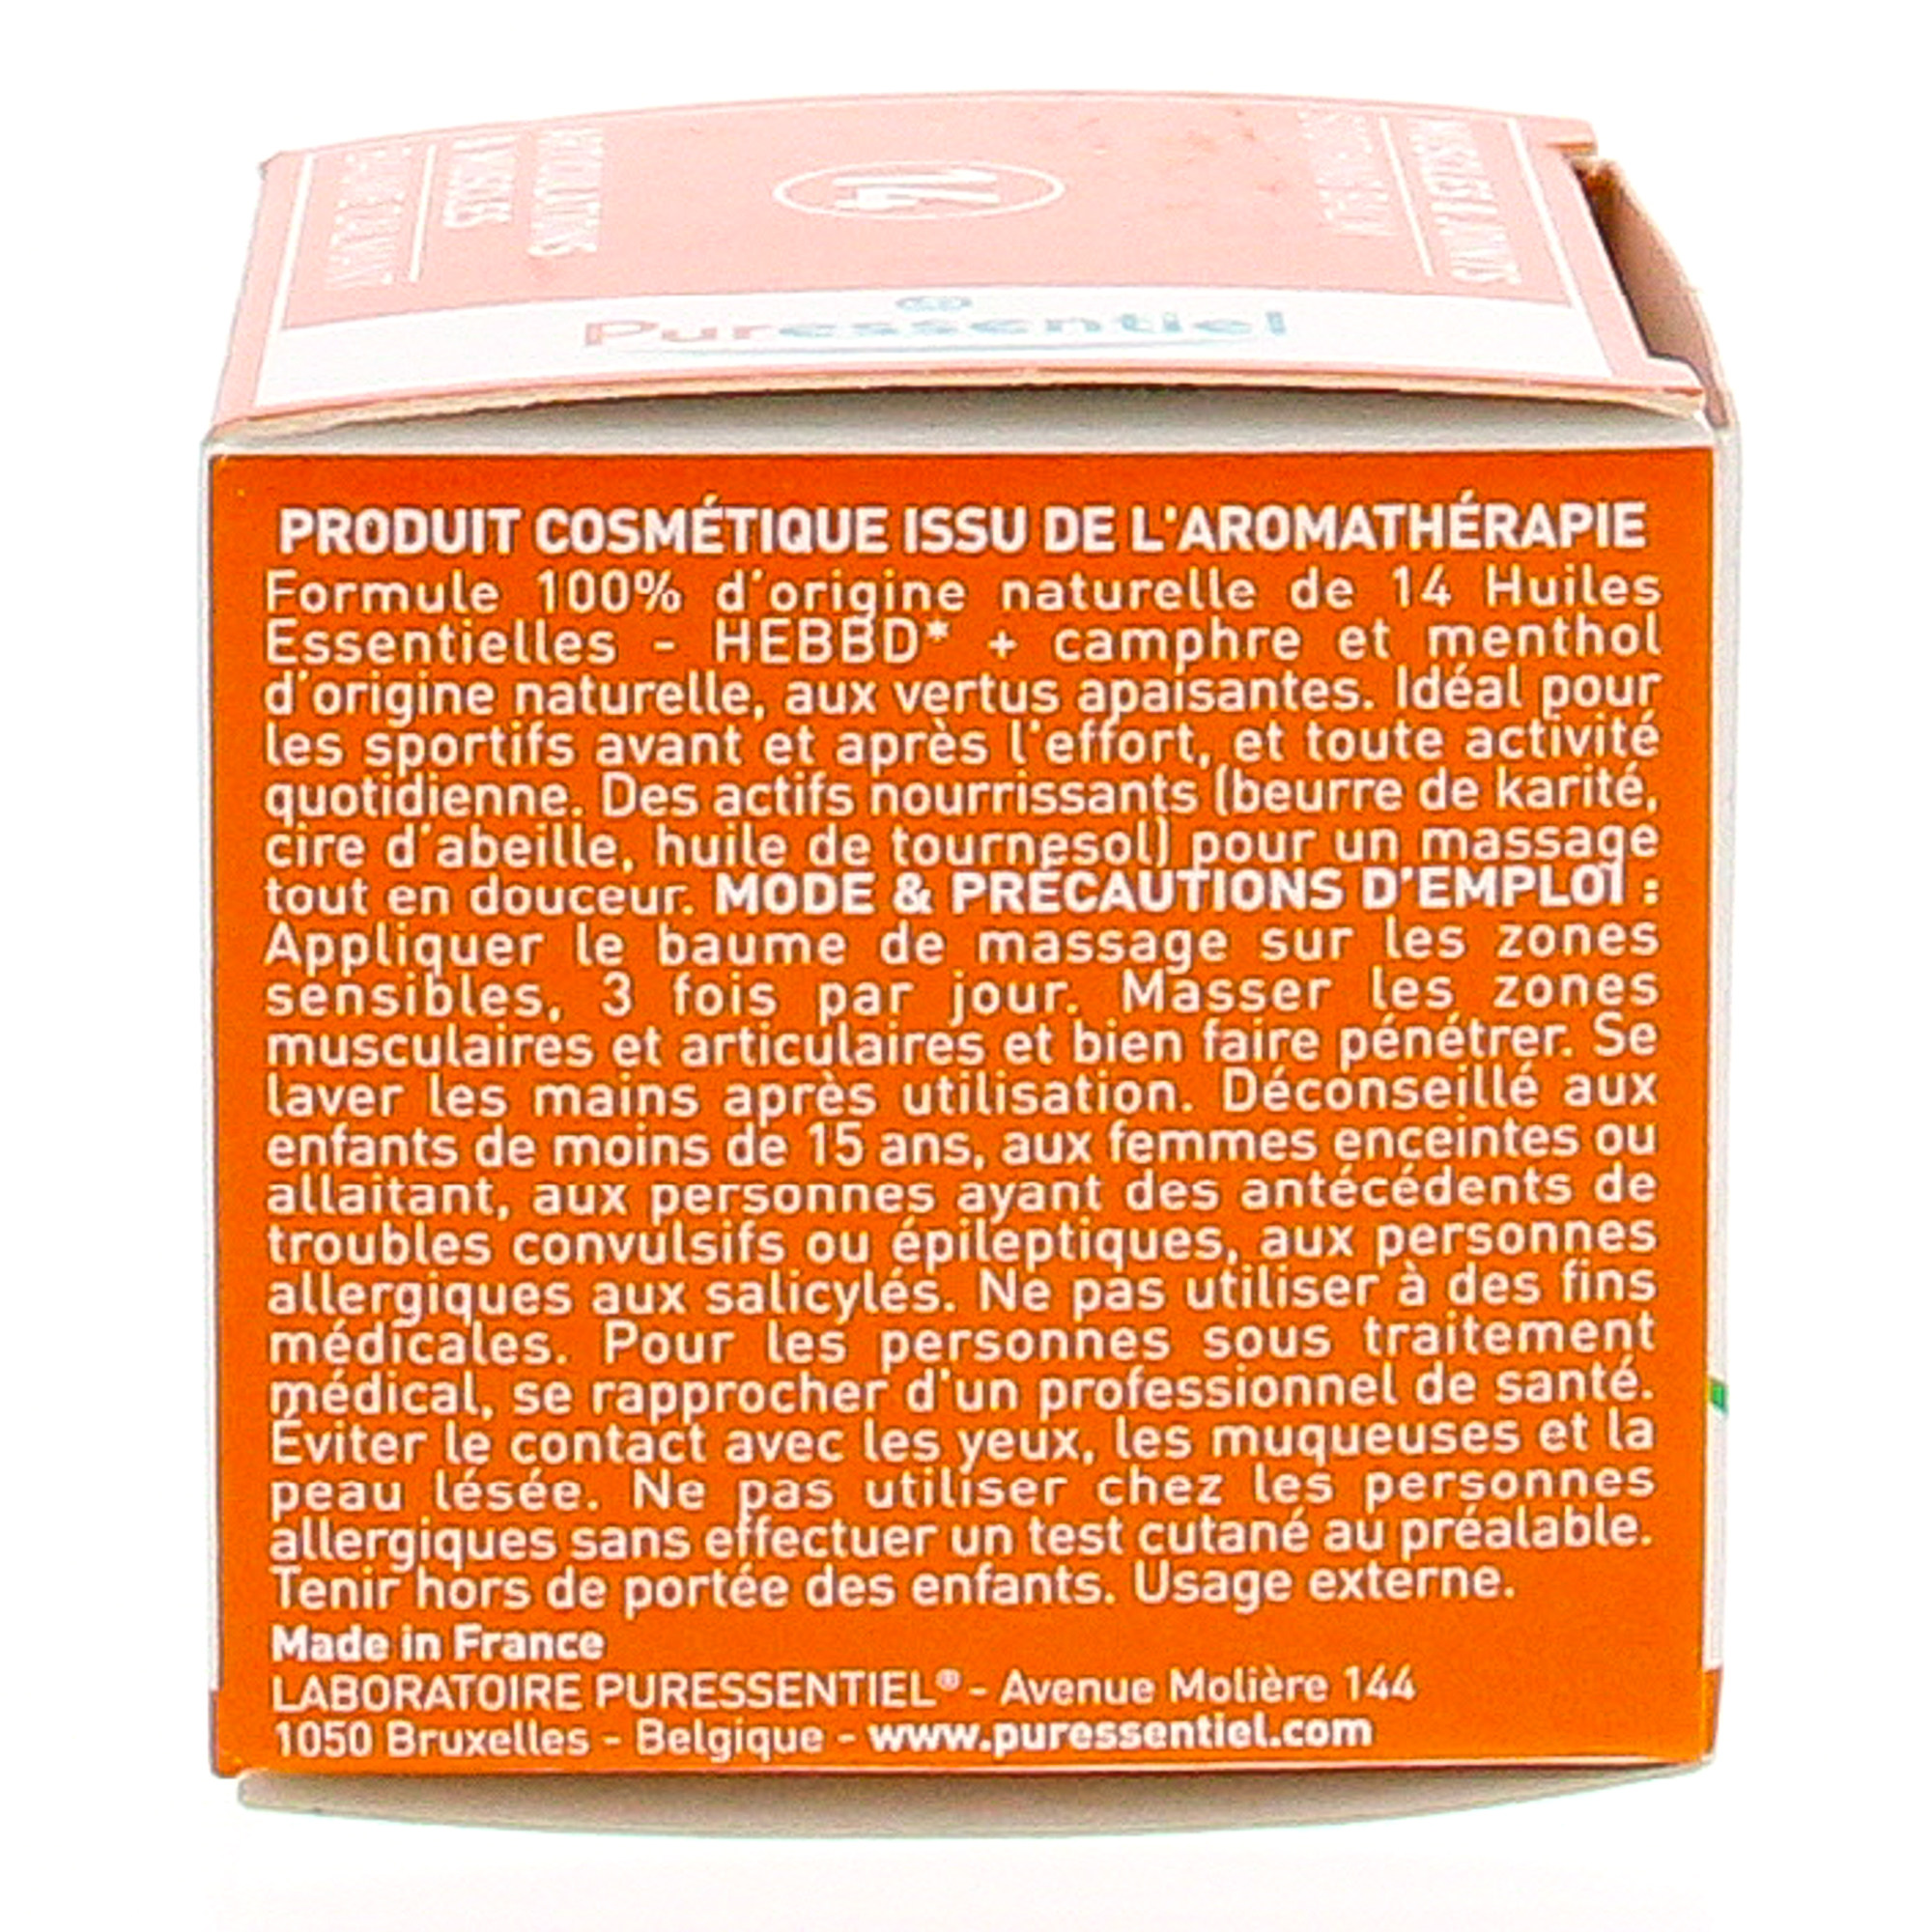 ARTICULATIONS
& MUSCLES
14
Puressentiel
PRODUIT COSMÉTIQUE ISSU DE L'AROMATHÉRAPIE
Formule 100% d'origine naturelle de 14 Huiles
Essentielles - HEBBD* + camphre et menthol
d'origine naturelle, aux vertus apaisantes. Idéal pour
les sportifs avant et après l'effort, et toute activité
quotidienne. Des actifs nourrissants (beurre de karité,
cire d'abeille, huile de tournesol) pour un massage
tout en douceur. MODE & PRÉCAUTIONS D'EMPLOI :
Appliquer le baume de massage sur les zones
sensibles, 3 fois par jour. Masser les zones
musculaires et articulaires et bien faire pénétrer. Se
laver les mains après utilisation. Déconseillé aux
enfants de moins de 15 ans, aux femmes enceintes ou
allaitant, aux personnes ayant des antécédents de
troubles convulsifs ou épileptiques, aux personnes
allergiques aux salicylés. Ne pas utiliser à des fins
médicales. Pour les personnes sous traitement
médical, se rapprocher d'un professionnel de santé.
Éviter le contact avec les yeux, les muqueuses et la
peau lésée. Ne pas utiliser chez les personnes
allergiques sans effectuer un test cutané au préalable.
Tenir hors de portée des enfants. Usage externe.
Made in France
LABORATOIRE PURESSENTIEL® - Avenue Molière 144
1050 Bruxelles - Belgique - www.puressentiel.com